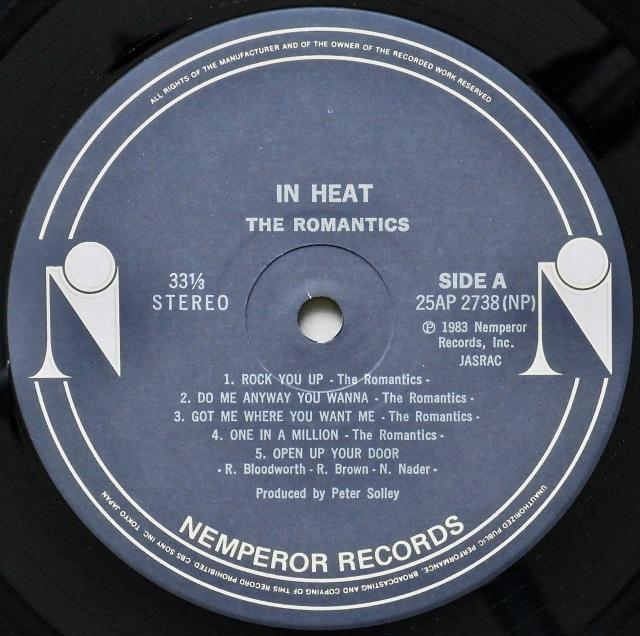 ALL RIGHTS OF THE MANUFACTURER AND OF THE OWNER OF THE RECORDED WORK RESERVED
IN HEAT
THE ROMANTICS
33⅓
STEREO
SIDE A
25AP 2738(NP)
℗ 1983 Nemperor
Records, Inc.
JASRAC
1. ROCK YOU UP - The Romantics -
2. DO ME ANYWAY YOU WANNA - The Romantics -
3. GOT ME WHERE YOU WANT ME - The Romantics -
4. ONE IN A MILLION - The Romantics -
5. OPEN UP YOUR DOOR
- R. Bloodworth - R. Brown - N. Nader -
Produced by Peter Solley
NEMPEROR RECORDS
UNAUTHORIZED PUBLIC PERFORMANCE, BROADCASTING AND COPYING OF THIS RECORD PROHIBITED CBS SONY INC. TOKYO JAPAN